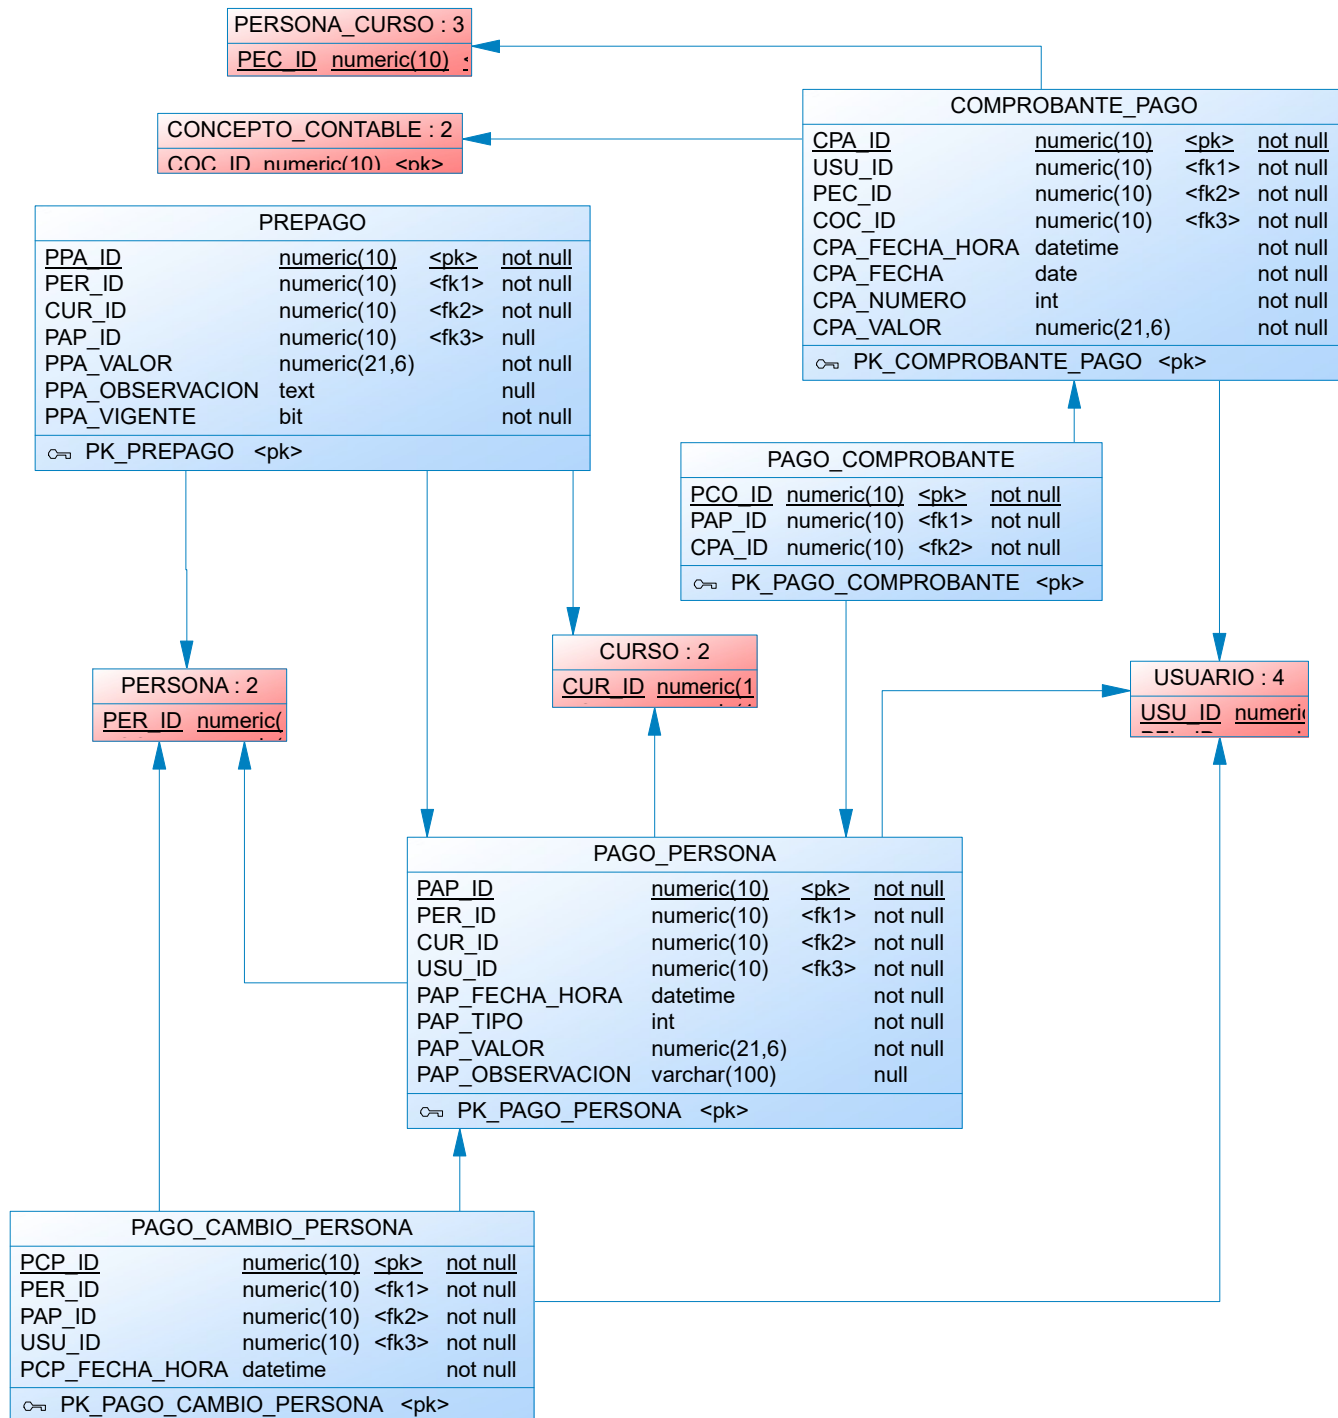 PERSONA_CURSO : 3
PEC_ID numeric(10)
CONCEPTO_CONTABLE : 2
COC_ID numeric(10) <pk>
COMPROBANTE_PAGO
CPA_ID numeric(10) <pk> not null
USU_ID numeric(10) <fk1> not null
PEC_ID numeric(10) <fk2> not null
COC_ID numeric(10) <fk3> not null
CPA_FECHA_HORA datetime not null
CPA_FECHA date not null
CPA_NUMERO int not null
CPA_VALOR numeric(21,6) not null
PK_COMPROBANTE_PAGO <pk>
PREPAGO
PPA_ID numeric(10) <pk> not null
PER_ID numeric(10) <fk1> not null
CUR_ID numeric(10) <fk2> not null
PAP_ID numeric(10) <fk3> null
PPA_VALOR numeric(21,6) not null
PPA_OBSERVACION text null
PPA_VIGENTE bit not null
PK_PREPAGO <pk>
PAGO_COMPROBANTE
PCO_ID numeric(10) <pk> not null
PAP_ID numeric(10) <fk1> not null
CPA_ID numeric(10) <fk2> not null
PK_PAGO_COMPROBANTE <pk>
PERSONA : 2
PER_ID numeric(
CURSO : 2
CUR_ID numeric(1
USUARIO : 4
USU_ID numeric
PAGO_PERSONA
PAP_ID numeric(10) <pk> not null
PER_ID numeric(10) <fk1> not null
CUR_ID numeric(10) <fk2> not null
USU_ID numeric(10) <fk3> not null
PAP_FECHA_HORA datetime not null
PAP_TIPO int not null
PAP_VALOR numeric(21,6) not null
PAP_OBSERVACION varchar(100) null
PK_PAGO_PERSONA <pk>
PAGO_CAMBIO_PERSONA
PCP_ID numeric(10) <pk> not null
PER_ID numeric(10) <fk1> not null
PAP_ID numeric(10) <fk2> not null
USU_ID numeric(10) <fk3> not null
PCP_FECHA_HORA datetime not null
PK_PAGO_CAMBIO_PERSONA <pk>